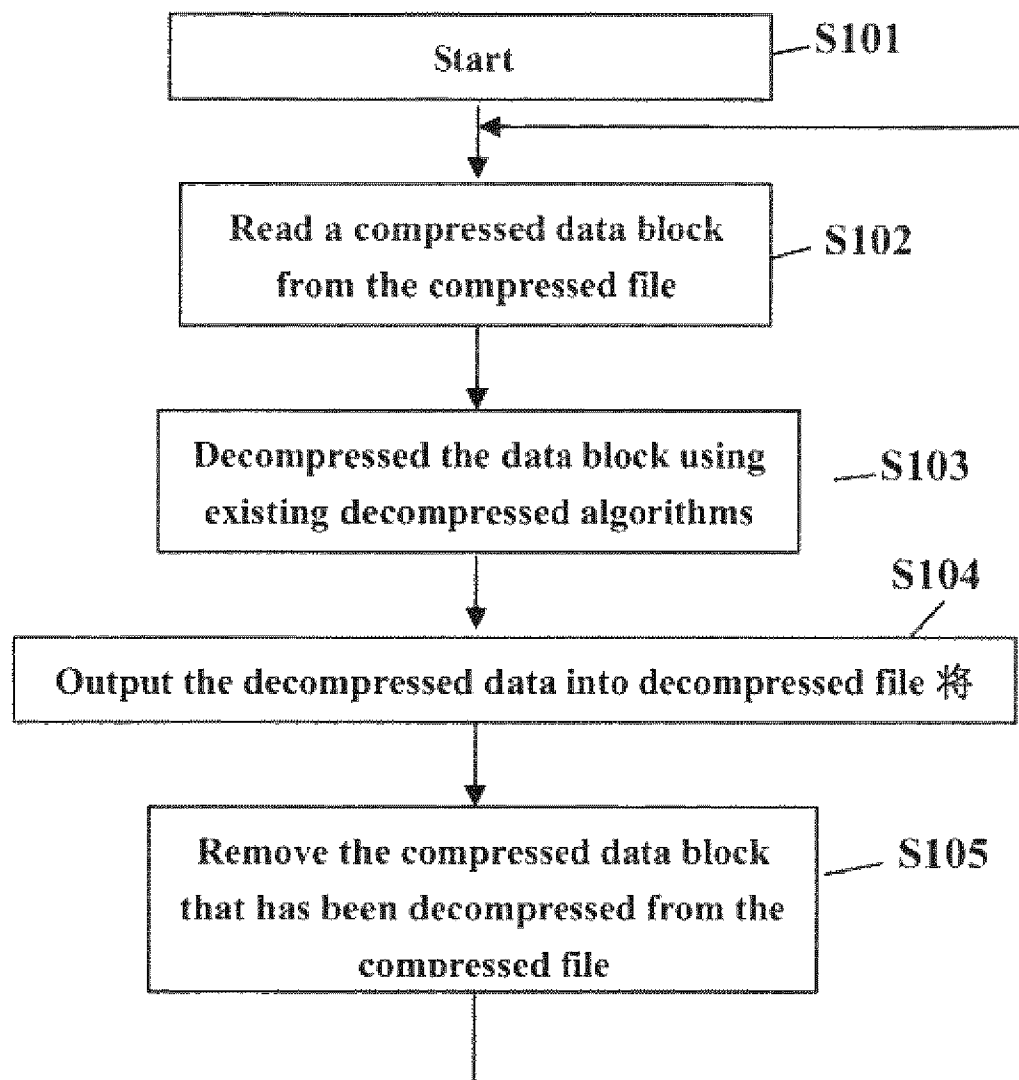 Start
S101
Read a compressed data block
from the compressed file
S102
Decompressed the data block using
existing decompressed algorithms
S103
S104
Output the decompressed data into decompressed file 将
Remove the compressed data block
that has been decompressed from the
compressed file
S105